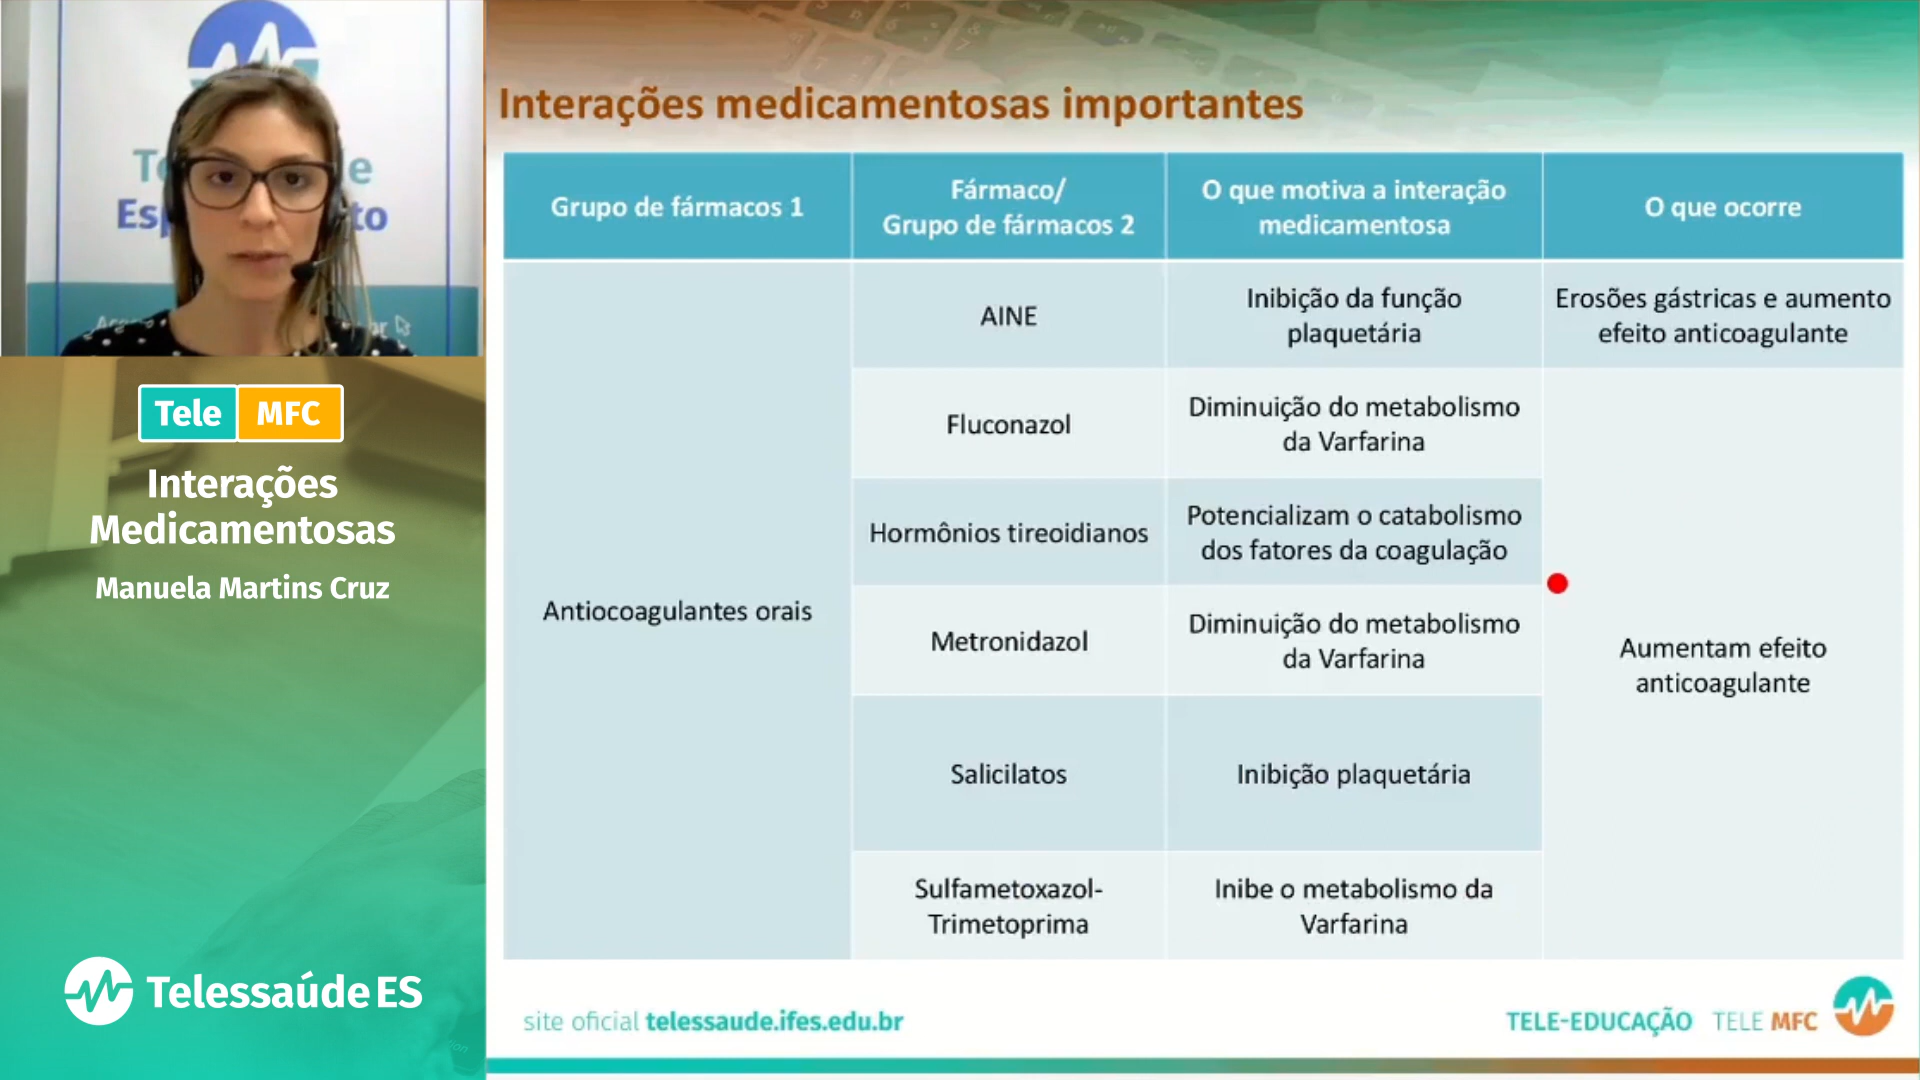 Tele MFC
Interações
Medicamentosas
Manuela Martins Cruz
TelessaúdeES
Interações medicamentosas importantes
Grupo de fármacos 1
Fármaco/
Grupo de fármacos 2
O que motiva a interação
medicamentosa
O que ocorre
Antiocoagulantes orais
AINE
Inibição da função
plaquetária
Erosões gástricas e aumento
efeito anticoagulante
Fluconazol
Diminuição do metabolismo
da Varfarina
Hormônios tireoidianos
Potencializam o catabolismo
dos fatores da coagulação
Metronidazol
Diminuição do metabolismo
da Varfarina
Aumentam efeito
anticoagulante
Salicilatos
Inibição plaquetária
Sulfametoxazol-
Trimetoprima
Inibe o metabolismo da
Varfarina
site oficial telessaude.ifes.edu.br
TELE-EDUCAÇÃO TELE MFC